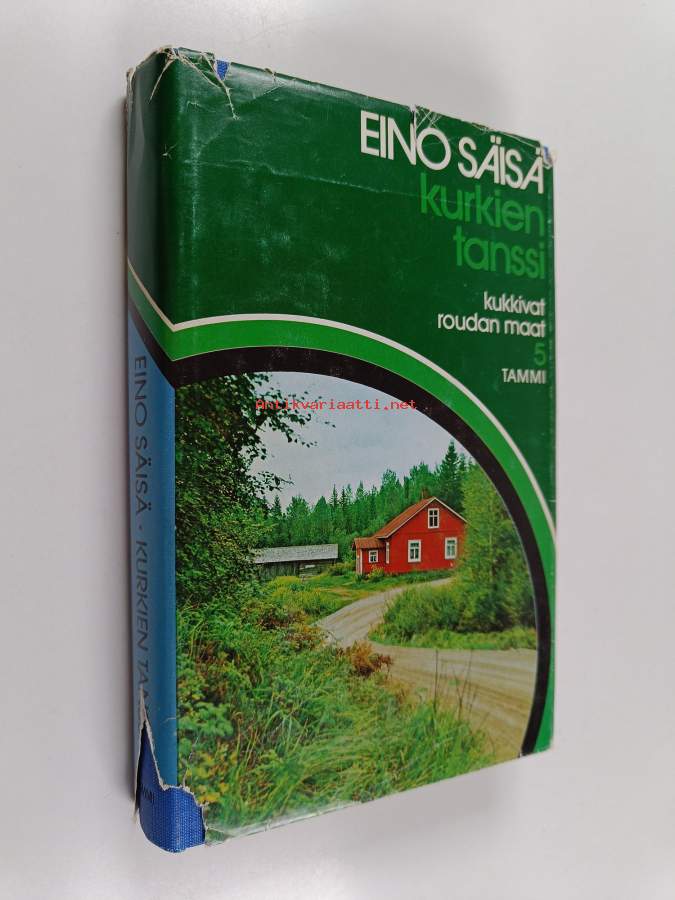 EINO SÄISÄ
kurkien
tanssi
kukkivat
roudan maat
5
TAMMI
Antikvariaatti.net
EINO SÄISÄ · KURKIEN TA